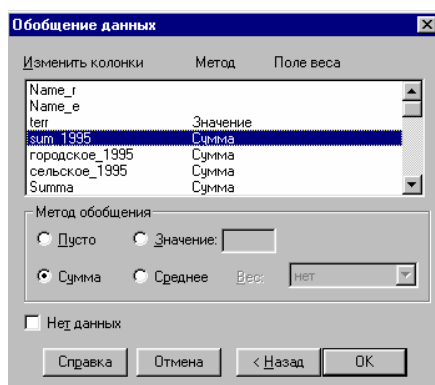 Обобщение данных
Изменить колонки Метод Поле веса
Name_r
Name_e
terr Значение
sum_1995 Сумма
городское_1995 Сумма
сельское_1995 Сумма
Summa Сумма
Метод обобщения
Пусто Значение:
Сумма Среднее Вес: нет
Нет данных
Справка Отмена < Назад OK